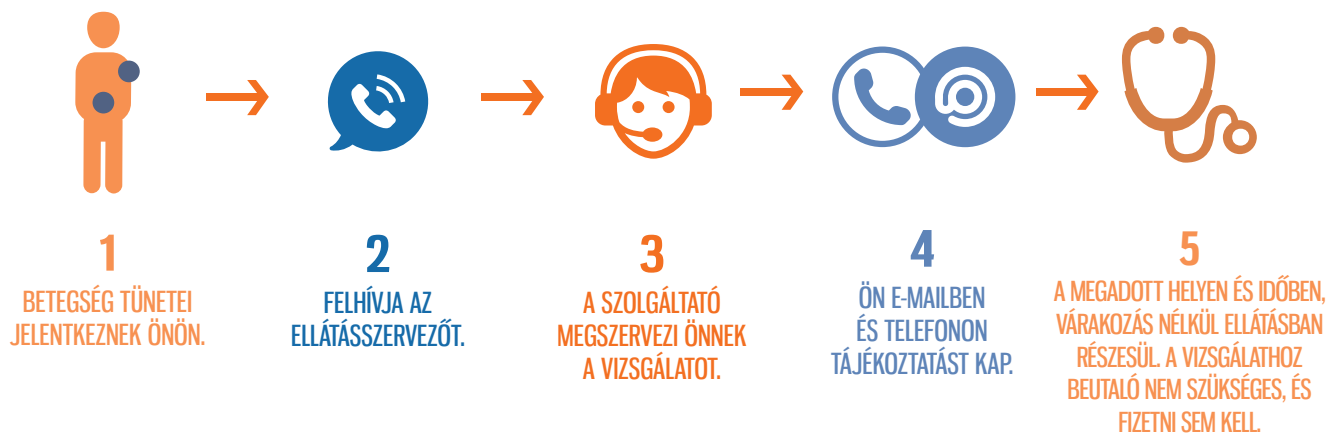 1
BETEGSÉG TÜNETEI
JELENTKEZNEK ÖNÖN.
2
FELHÍVJA AZ
ELLÁTÁSSZERVEZŐT.
3
A SZOLGÁLTATÓ
MEGSZERVEZI ÖNNEK
A VIZSGÁLATOT.
4
ÖN E-MAILBEN
ÉS TELEFONON
TÁJÉKOZTATÁST KAP.
5
A MEGADOTT HELYEN ÉS IDŐBEN,
VÁRAKOZÁS NÉLKÜL ELLÁTÁSBAN
RÉSZESÜL. A VIZSGÁLATHOZ
BEUTALÓ NEM SZÜKSÉGES, ÉS
FIZETNI SEM KELL.